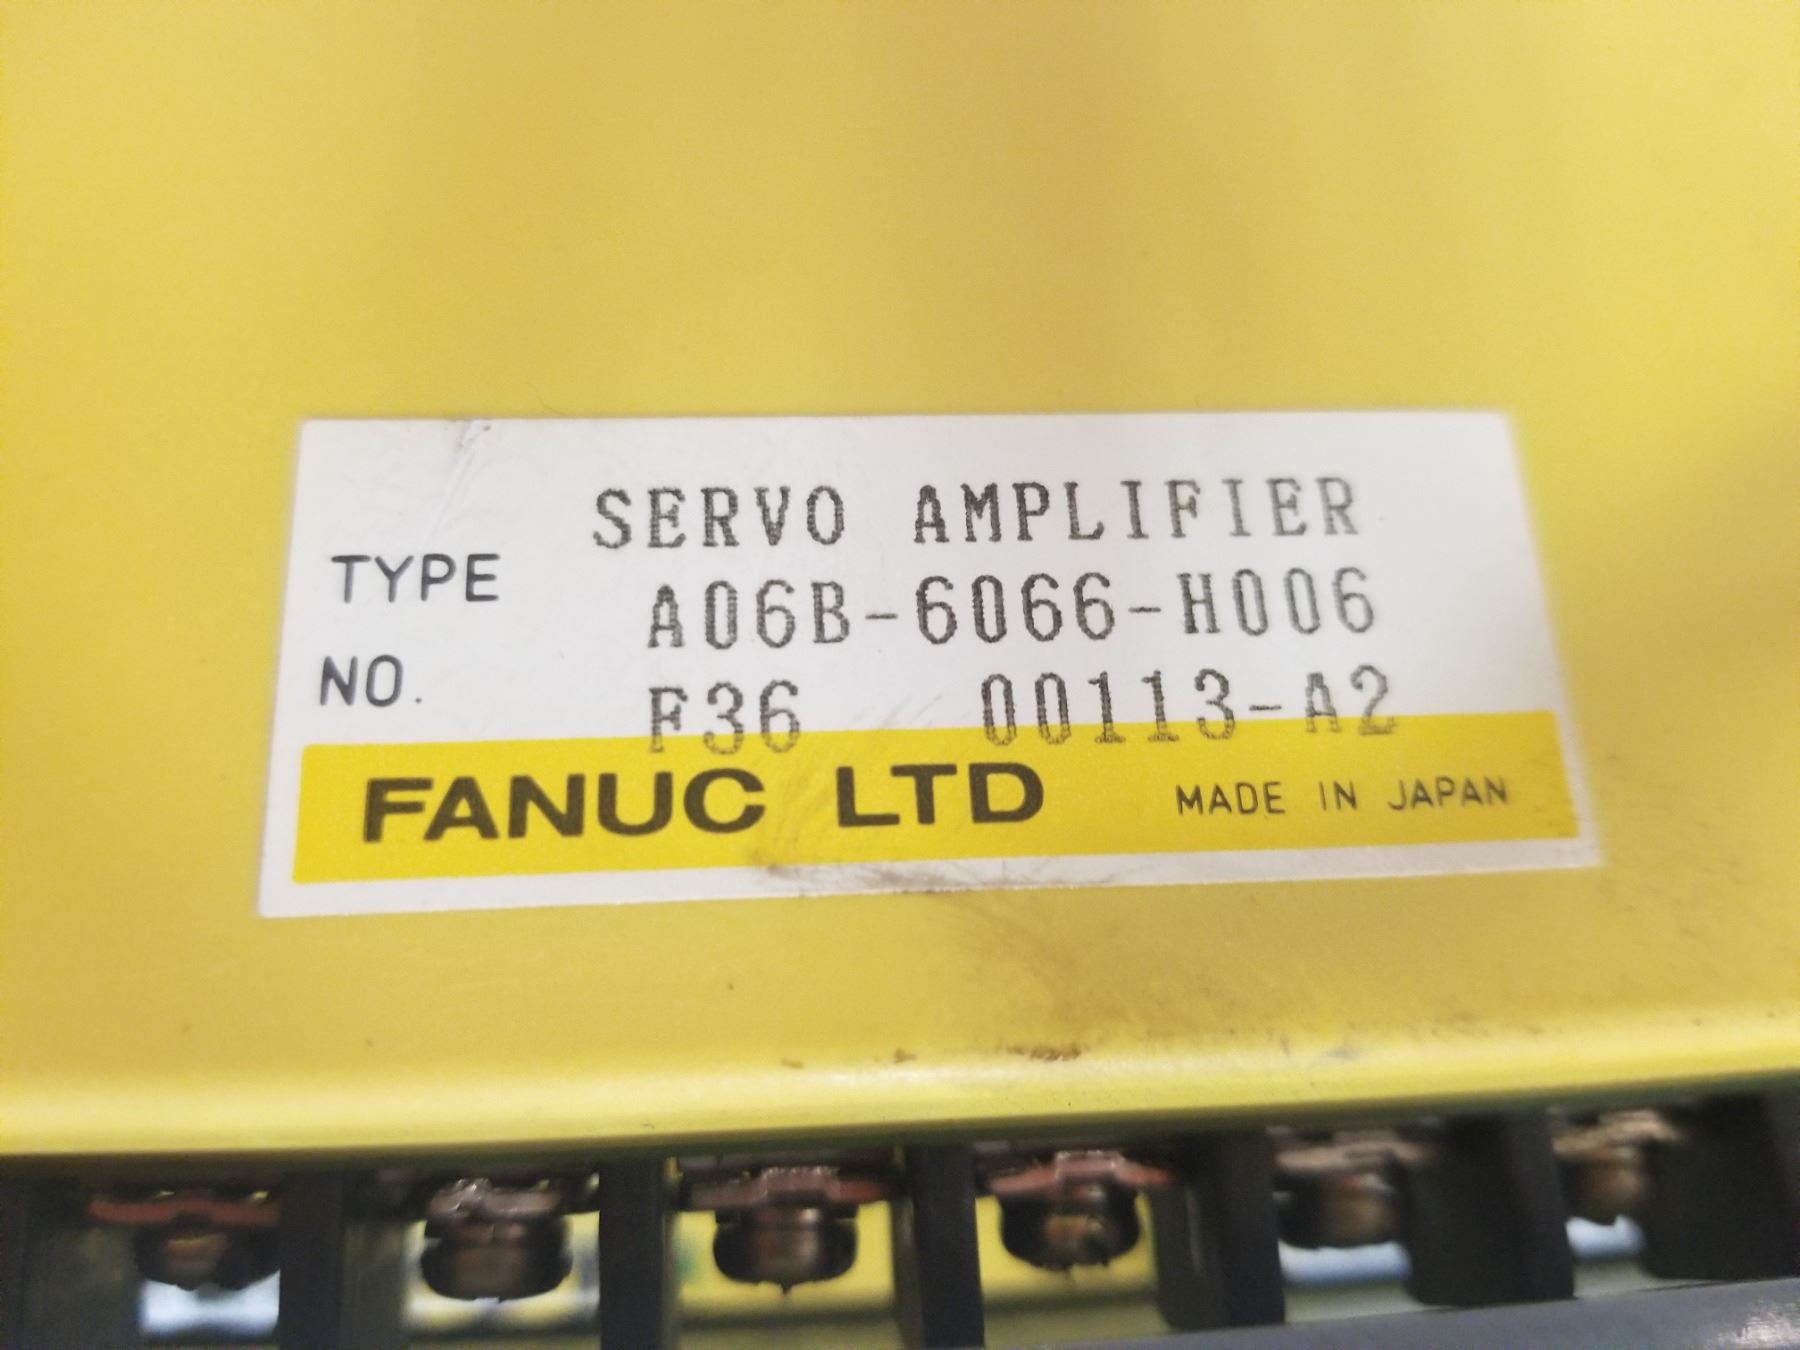 SERVO AMPLIFIER
TYPE A06B-6066-H006
NO. F36 00113-A2
FANUC LTD MADE IN JAPAN